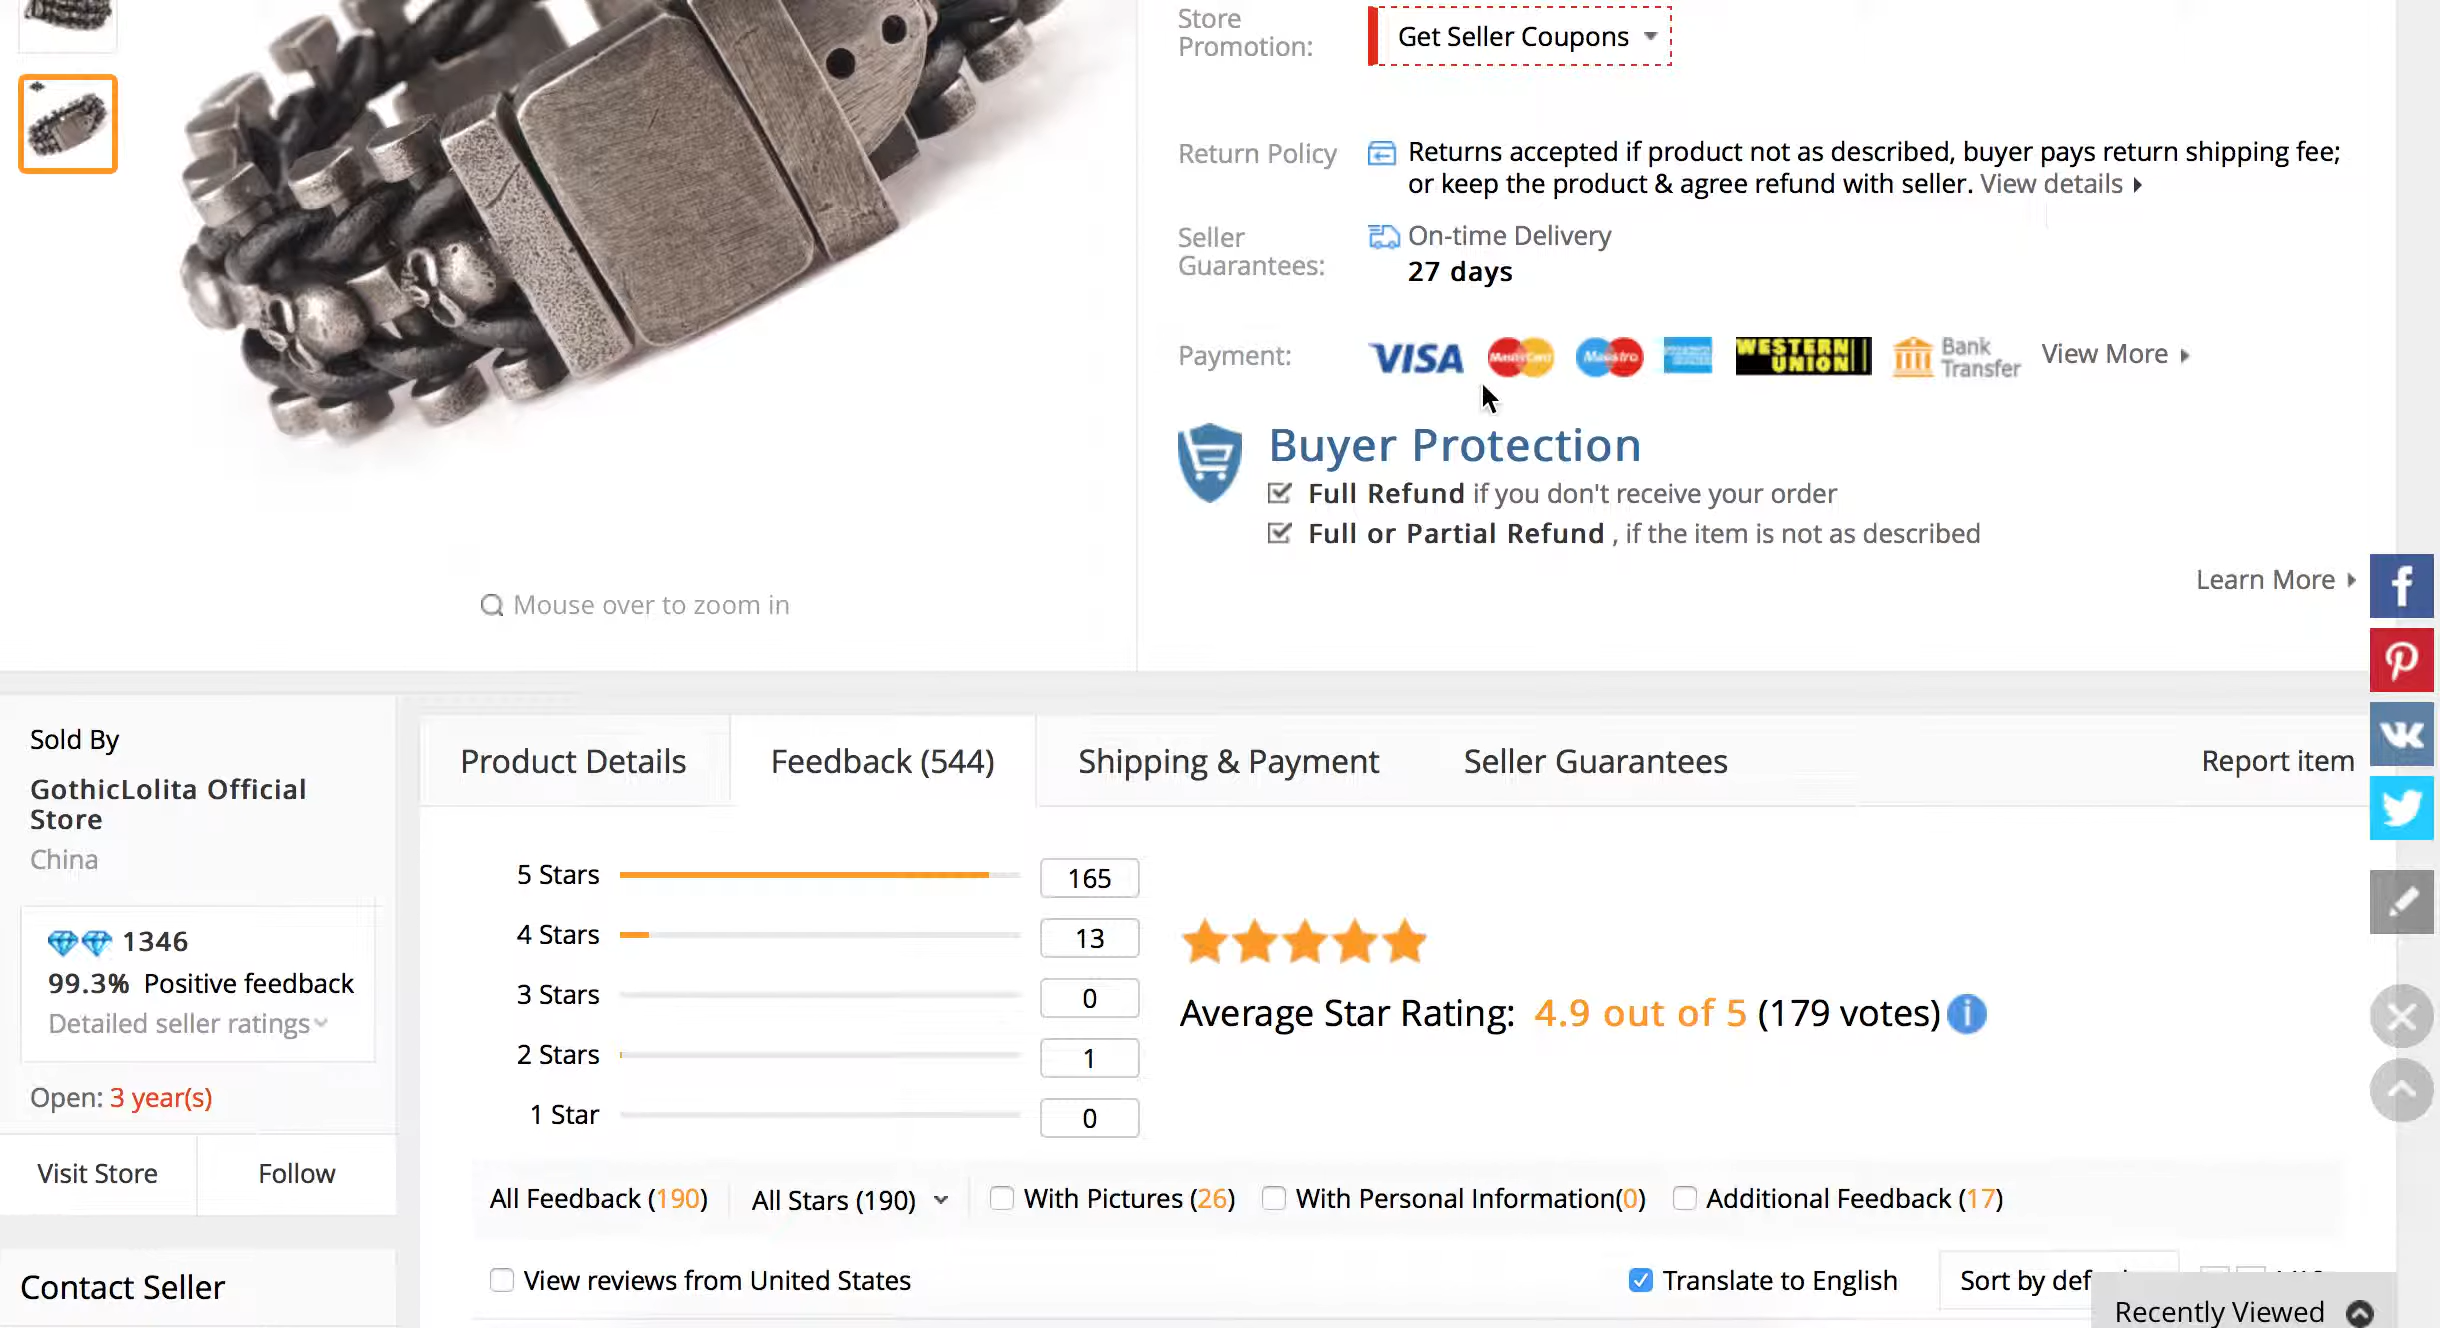 Store
Promotion:
Get Seller Coupons
Return Policy
Returns accepted if product not as described, buyer pays return shipping fee;
or keep the product & agree refund with seller. View details
Seller
Guarantees:
On-time Delivery
27 days
Payment:
VISA
MasterCard
Maestro
WESTERN
UNION
Bank
Transfer
View More
Buyer Protection
Full Refund if you don't receive your order
Full or Partial Refund , if the item is not as described
Learn More
Mouse over to zoom in
Sold By
GothicLolita Official
Store
China
1346
99.3% Positive feedback
Detailed seller ratings
Open: 3 year(s)
Visit Store
Follow
Contact Seller
Product Details
Feedback (544)
Shipping & Payment
Seller Guarantees
Report item
5 Stars 165
4 Stars 13
3 Stars 0
2 Stars 1
1 Star 0
Average Star Rating: 4.9 out of 5 (179 votes)
All Feedback (190)
All Stars (190)
With Pictures (26)
With Personal Information(0)
Additional Feedback (17)
View reviews from United States
Translate to English
Sort by
Recently Viewed